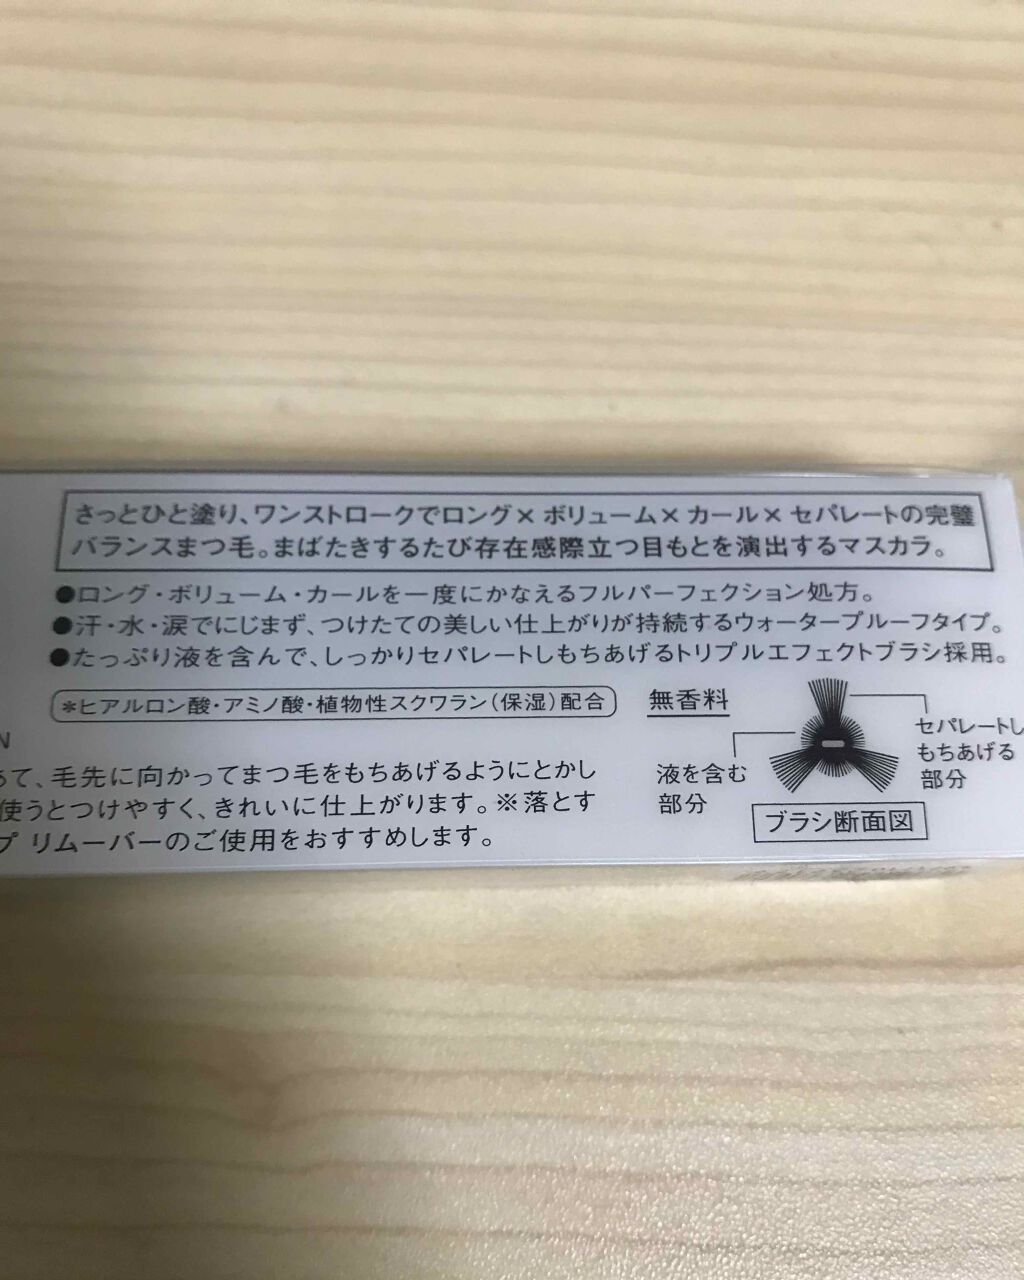 さっとひと塗り、ワンストロークでロング×ボリューム×カール×セパレートの完璧
バランスまつ毛。まばたきするたび存在感際立つ目もとを演出するマスカラ。
●ロング・ボリューム・カールを一度にかなえるフルパーフェクション処方。
●汗・水・涙でにじまず、つけたての美しい仕上がりが持続するウォータープルーフタイプ。
●たっぷり液を含んで、しっかりセパレートしもちあげるトリプルエフェクトブラシ採用。
*ヒアルロン酸・アミノ酸・植物性スクワラン(保湿)配合
無香料
N
あて、毛先に向かってまつ毛をもちあげるようにとかし
使うとつけやすく、きれいに仕上がります。※落とす
プ リムーバーのご使用をおすすめします。
液を含む
部分
セパレートし
もちあげる
部分
ブラシ断面図